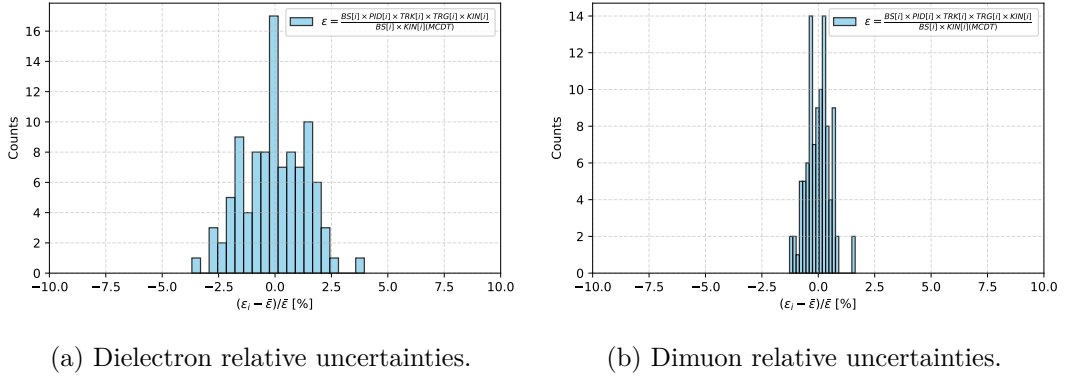 ε = BS[i] × PID[i] × TRK[i] × TRG[i] × KIN[i]
BS[i] × KIN[i](MCDT)
16
14
12
10
8
6
4
2
0
Counts
−10.0 −7.5 −5.0 −2.5 0.0 2.5 5.0 7.5 10.0
(ε_i − ε̄)/ε̄ [%]
(a) Dielectron relative uncertainties.
ε = BS[i] × PID[i] × TRK[i] × TRG[i] × KIN[i]
BS[i] × KIN[i](MCDT)
14
12
10
8
6
4
2
0
Counts
−10.0 −7.5 −5.0 −2.5 0.0 2.5 5.0 7.5 10.0
(ε_i − ε̄)/ε̄ [%]
(b) Dimuon relative uncertainties.